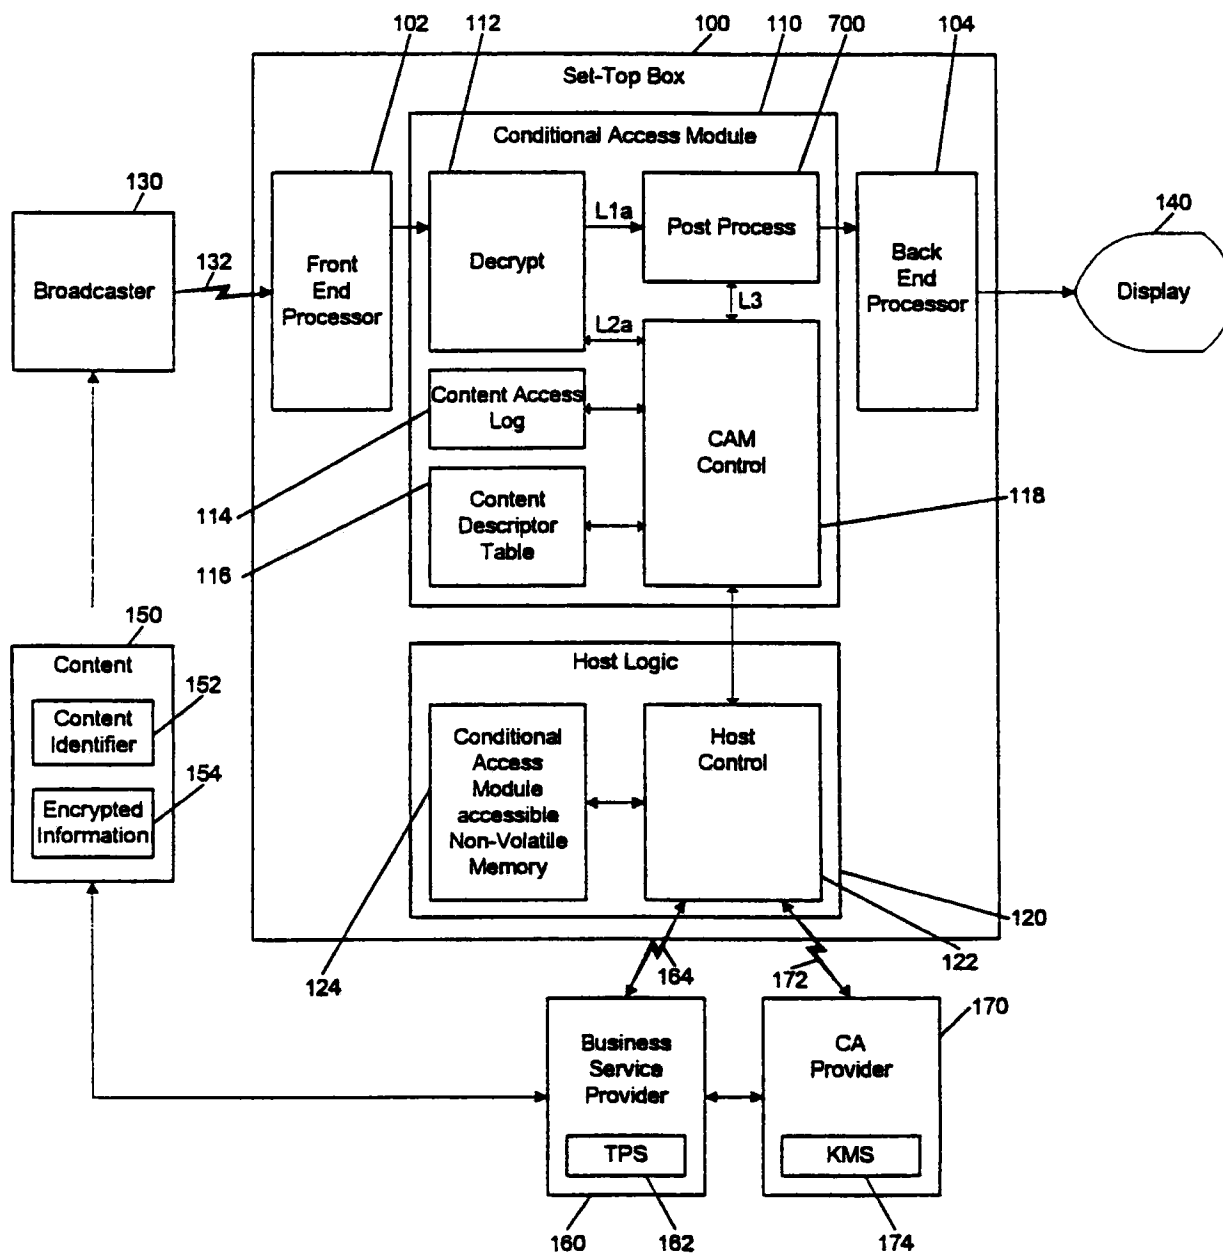 102
112
100
110
700
104
Set-Top Box
Conditional Access Module
130
140
Broadcaster
132
Front
End
Processor
Decrypt
L1a
Post Process
L3
L2a
Back
End
Processor
Display
Content Access
Log
CAM
Control
114
Content
Descriptor
Table
116
118
150
Content
152
Content
Identifier
154
Encrypted
Information
Host Logic
Conditional
Access
Module
accessible
Non-Volatile
Memory
Host
Control
124
164
172
122
120
170
Business
Service
Provider
TPS
CA
Provider
KMS
160
162
174